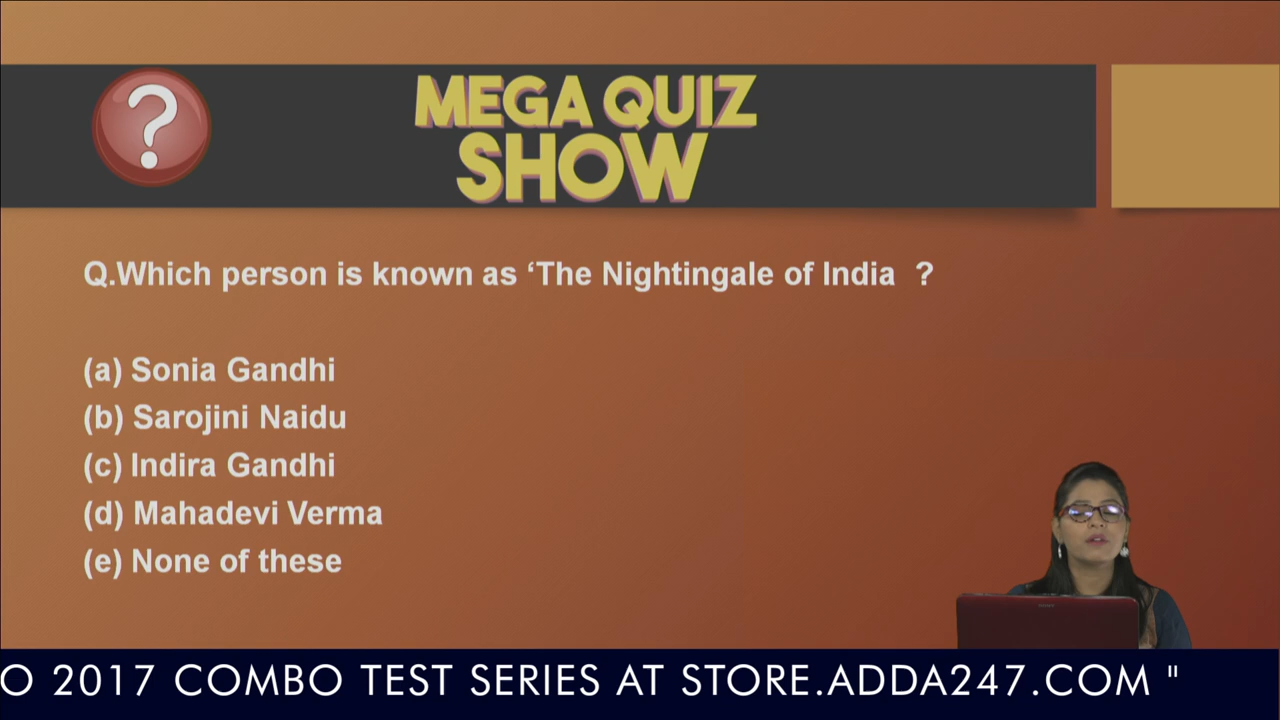 ?
MEGA QUIZ
SHOW
Q.Which person is known as ‘The Nightingale of India  ?
(a) Sonia Gandhi
(b) Sarojini Naidu
(c) Indira Gandhi
(d) Mahadevi Verma
(e) None of these
O 2017 COMBO TEST SERIES AT STORE.ADDA247.COM "